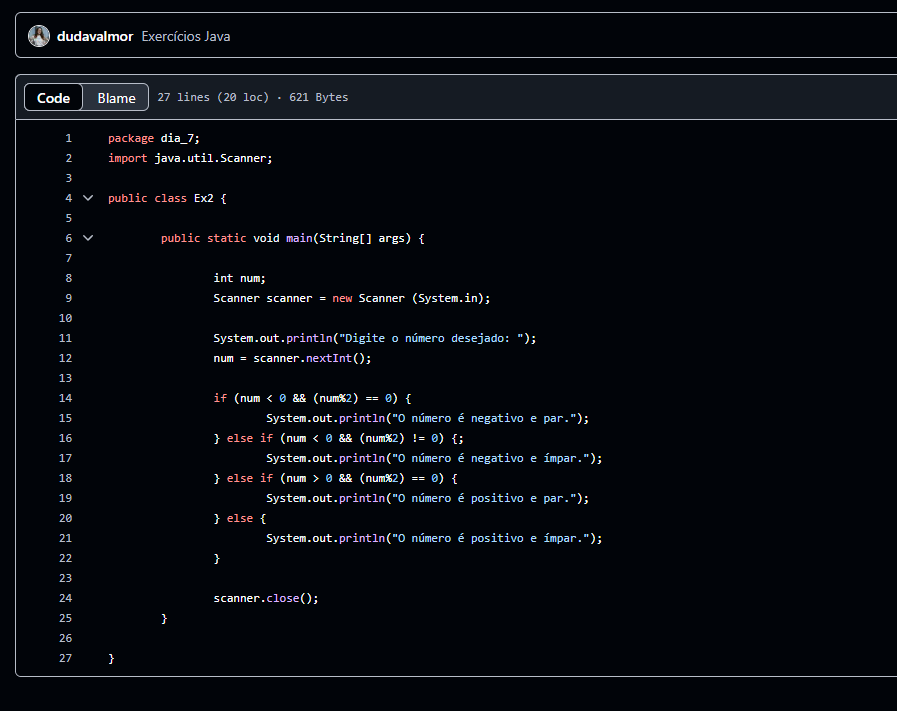 dudavalmor Exercícios Java
Code Blame 27 lines (20 loc) · 621 Bytes
1 package dia_7;
2 import java.util.Scanner;
3
4 public class Ex2 {
5
6 public static void main(String[] args) {
7
8 int num;
9 Scanner scanner = new Scanner (System.in);
10
11 System.out.println("Digite o número desejado: ");
12 num = scanner.nextInt();
13
14 if (num < 0 && (num%2) == 0) {
15 System.out.println("O número é negativo e par.");
16 } else if (num < 0 && (num%2) != 0) {;
17 System.out.println("O número é negativo e ímpar.");
18 } else if (num > 0 && (num%2) == 0) {
19 System.out.println("O número é positivo e par.");
20 } else {
21 System.out.println("O número é positivo e ímpar.");
22 }
23
24 scanner.close();
25 }
26
27 }